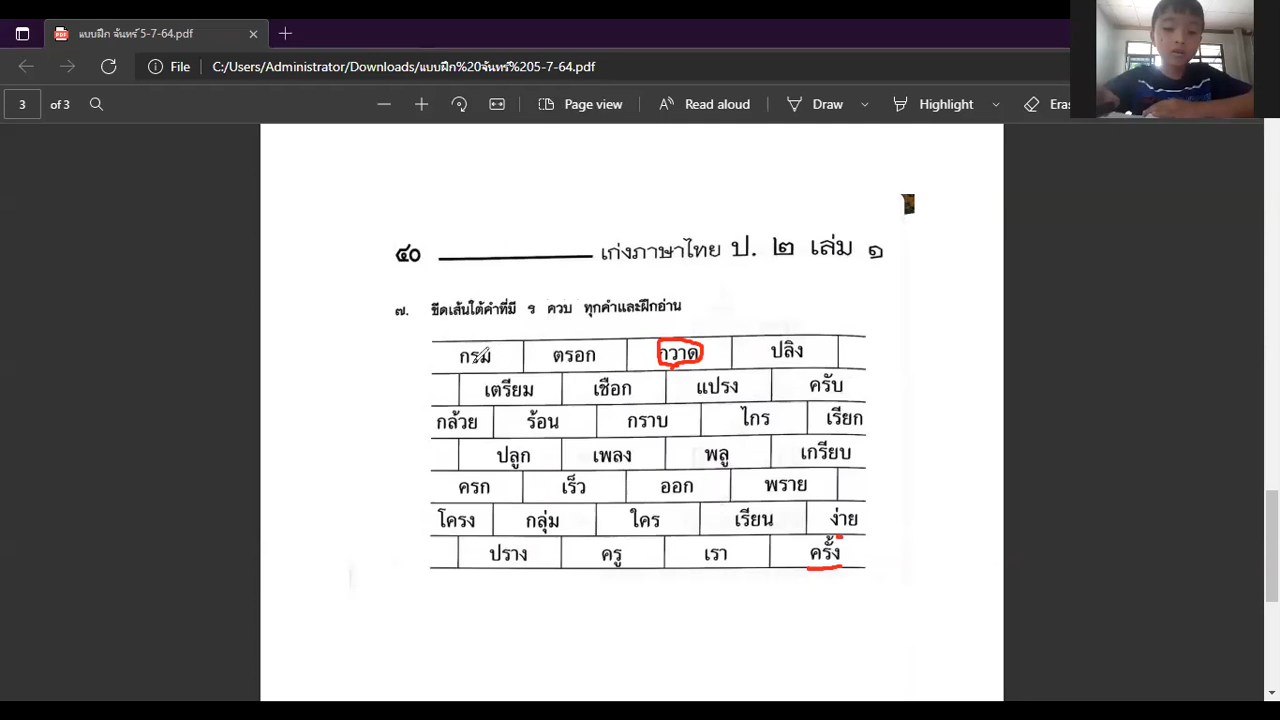 แบบฝึก จันทร์ 5-7-64.pdf
File C:/Users/Administrator/Downloads/แบบฝึก%20จันทร์%205-7-64.pdf
3 of 3 Page view Read aloud Draw Highlight Eras
๔๐ เก่งภาษาไทย ป. ๒ เล่ม ๑
๗. ขีดเส้นใต้คำที่มี ร ควบ ทุกคำและฝึกอ่าน
ตรอก กวาด ปลิง
เตรียม เชือก แปรง ครับ
กล้วย ร้อน กราบ ไกร เรียก
ปลูก เพลง พลู เกรียบ
ครก เร็ว ออก พราย
โครง กลุ่ม ใคร เรียน ง่าย
ปราง ครู เรา ครั้ง